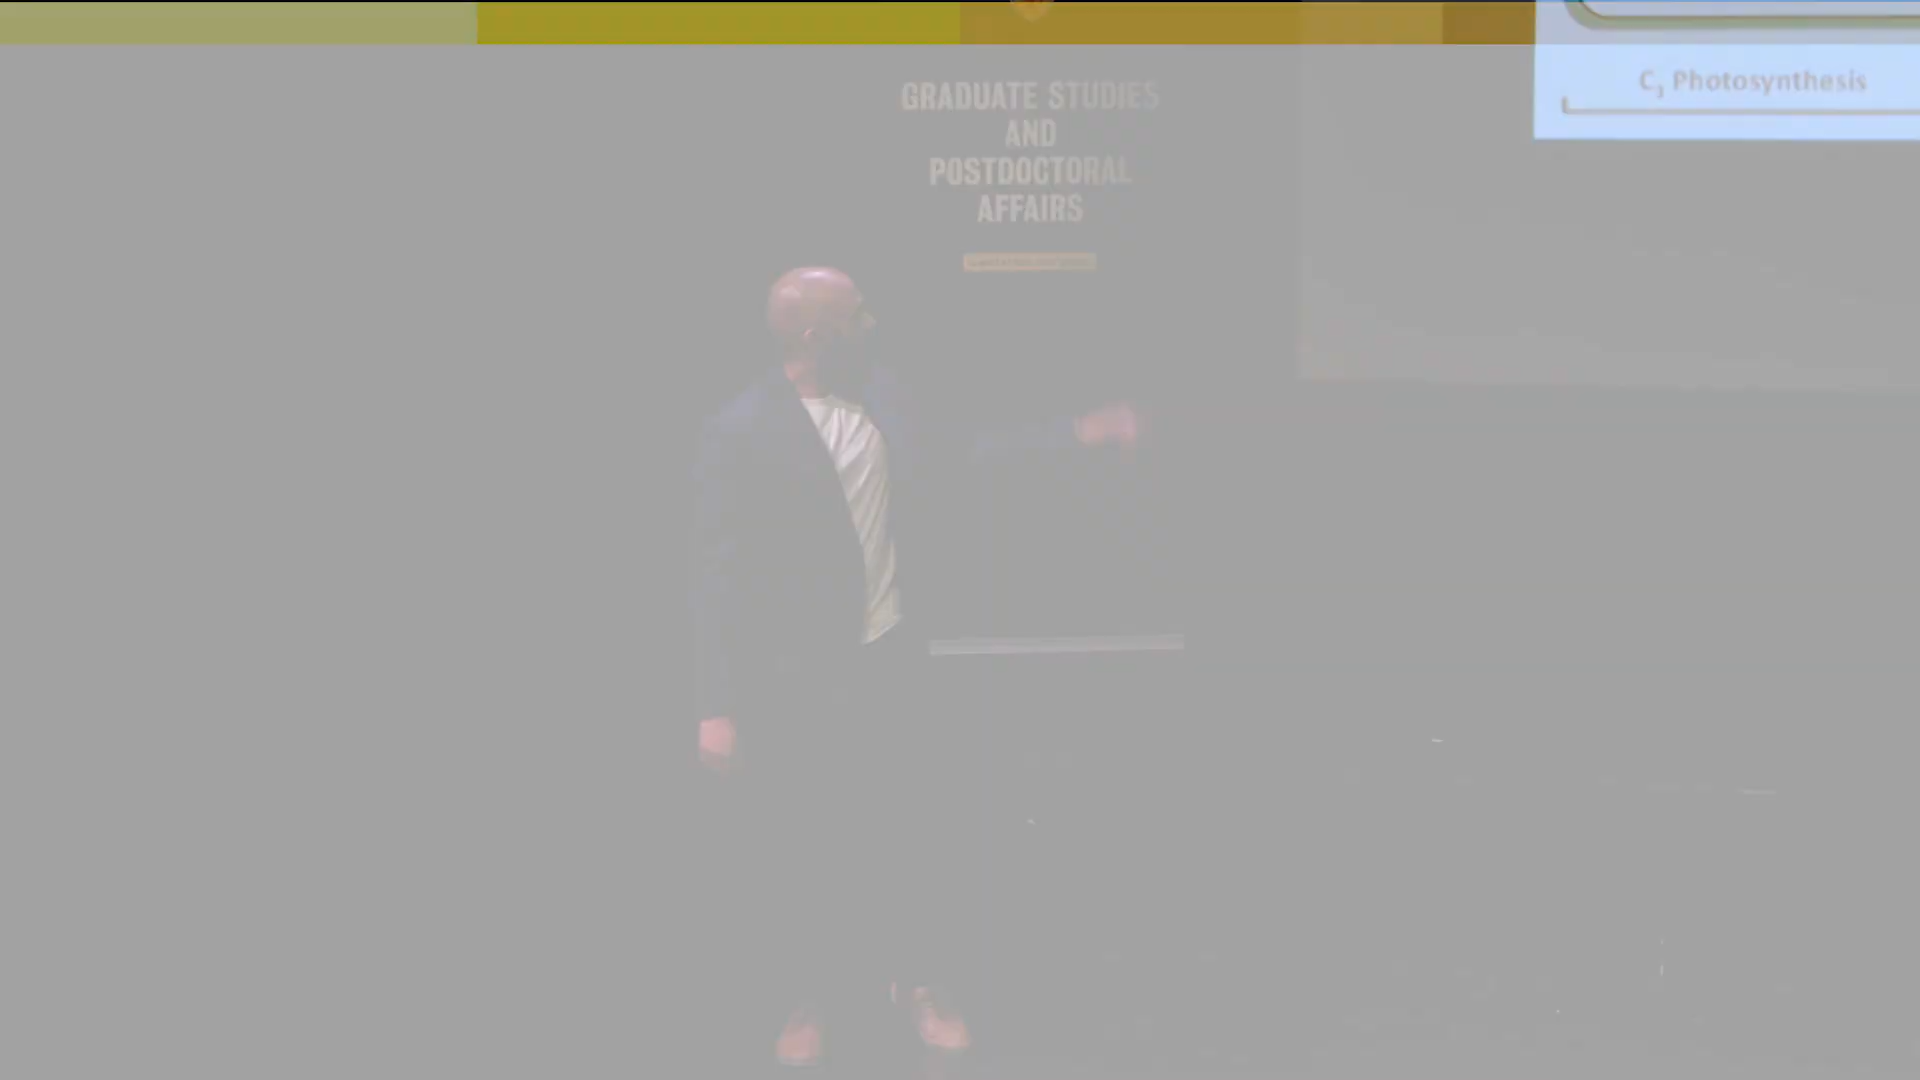 GRADUATE STUDIES
AND
POSTDOCTORAL
AFFAIRS
C₃ Photosynthesis